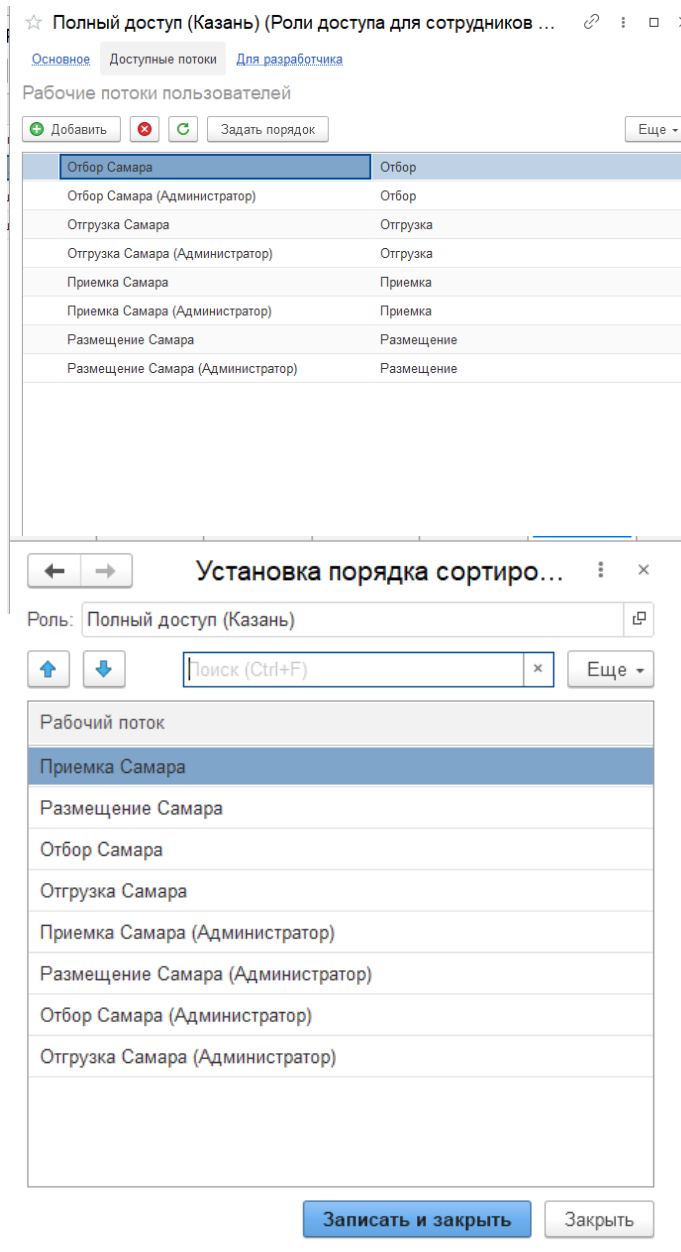 Полный доступ (Казань) (Роли доступа для сотрудников ...
Основное Доступные потоки Для разработчика
Рабочие потоки пользователей
Добавить Задать порядок Еще
Отбор Самара Отбор
Отбор Самара (Администратор) Отбор
Отгрузка Самара Отгрузка
Отгрузка Самара (Администратор) Отгрузка
Приемка Самара Приемка
Приемка Самара (Администратор) Приемка
Размещение Самара Размещение
Размещение Самара (Администратор) Размещение
Установка порядка сортиро...
Роль: Полный доступ (Казань)
Поиск (Ctrl+F) × Еще
Рабочий поток
Приемка Самара
Размещение Самара
Отбор Самара
Отгрузка Самара
Приемка Самара (Администратор)
Размещение Самара (Администратор)
Отбор Самара (Администратор)
Отгрузка Самара (Администратор)
Записать и закрыть Закрыть